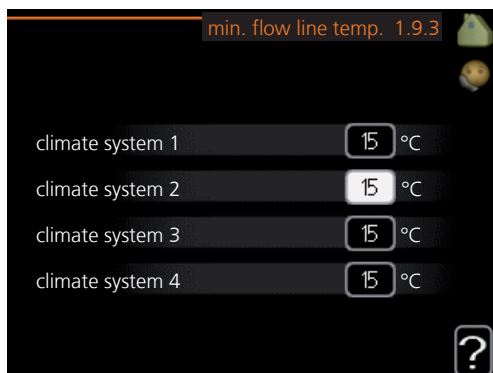 min. flow line temp. 1.9.3
climate system 1 15 °C
climate system 2 15 °C
climate system 3 15 °C
climate system 4 15 °C
?